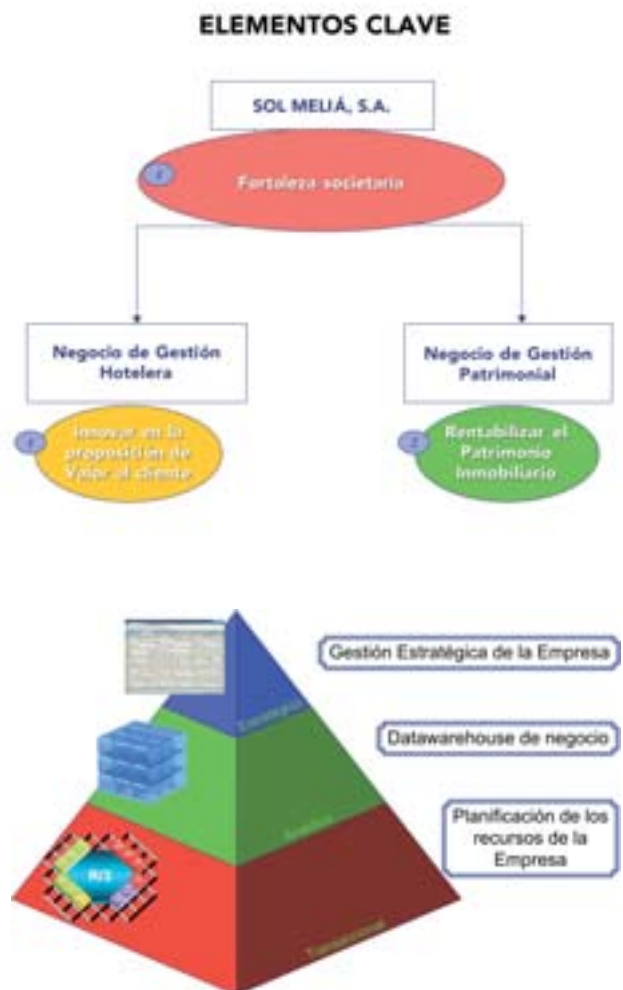 ELEMENTOS CLAVE
SOL MELIÁ, S.A.
Fortaleza societaria
Negocio de Gestión
Hotelera
Negocio de Gestión
Patrimonial
Innovar en la
proposición de
Valor al cliente
Rentabilizar el
Patrimonio
Inmobiliario
Gestión Estratégica de la Empresa
Datawarehouse de negocio
Planificación de los
recursos de la
Empresa
R/3
Transaccional